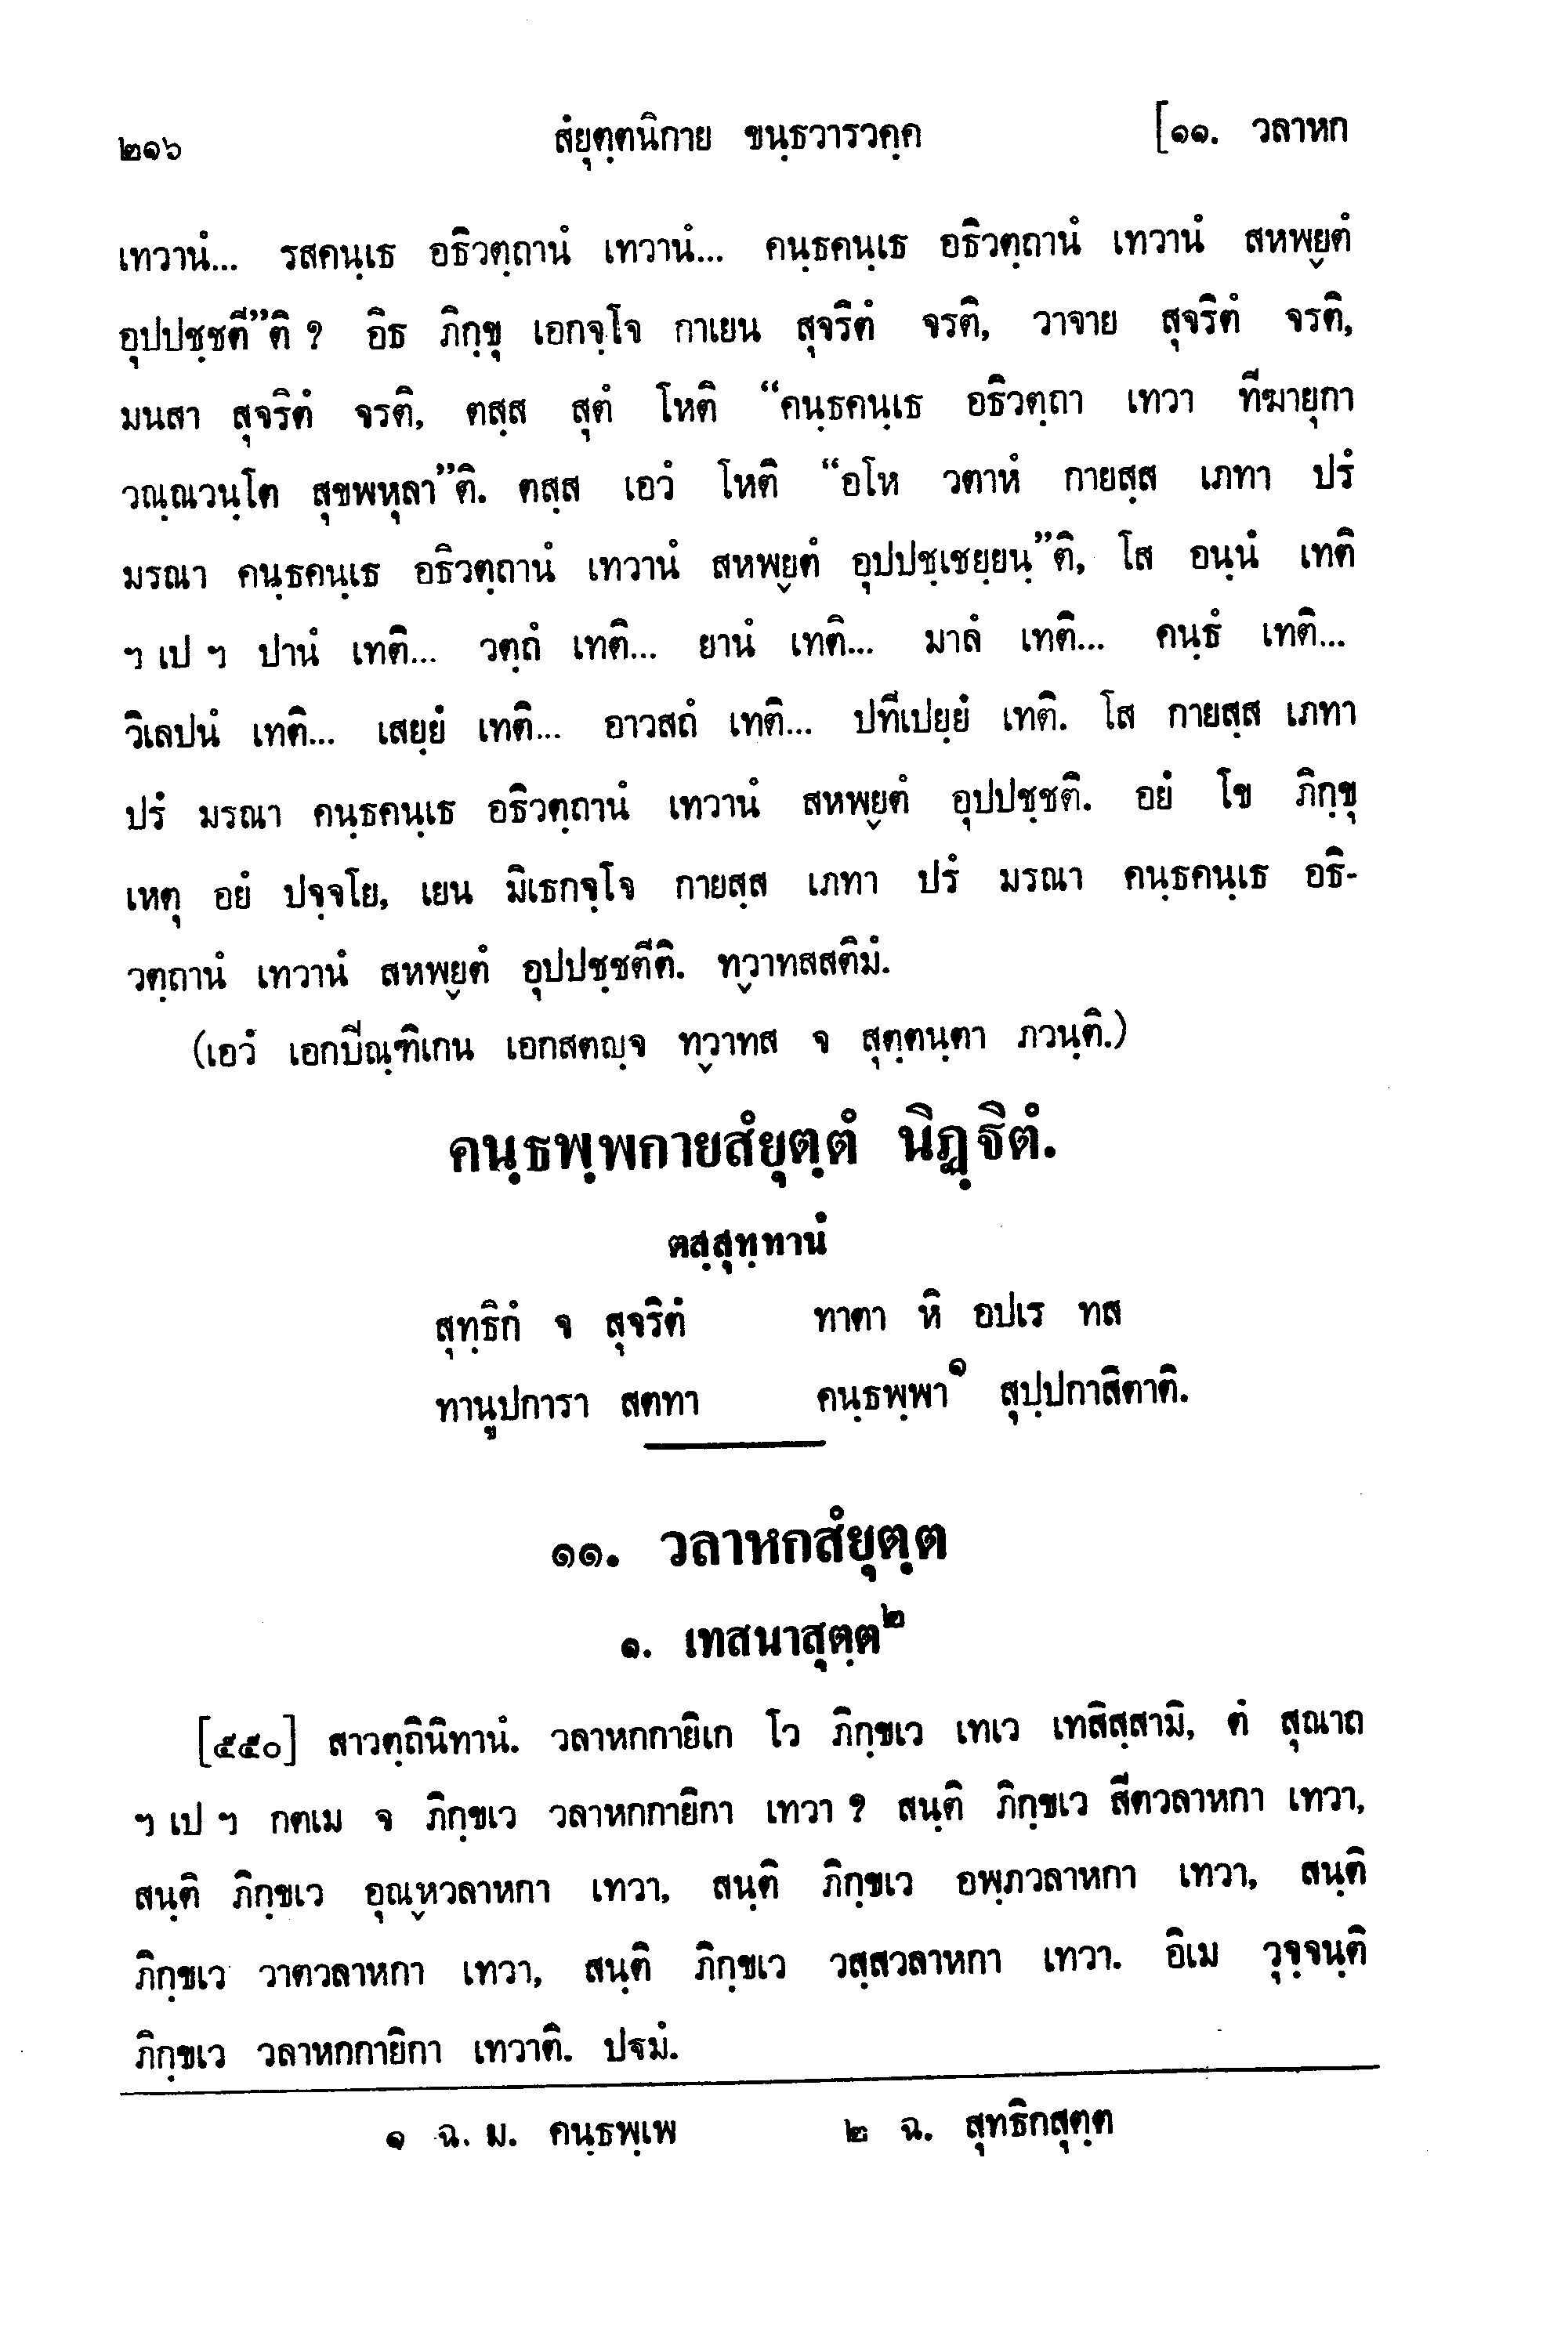 ๒๑๖ สํยุตฺตนิกาย ขนฺธวารวคฺค [๑๑. วลาหก
เทวานํ... รสคนฺเธ อธิวตฺถานํ เทวานํ... คนฺธคนฺเธ อธิวตฺถานํ เทวานํ สหพฺยูตํ
อุปปชฺชตี”ติ ? อิธ ภิกฺขุ เอกจฺโจ กาเยน สุจริตํ จรติ, วาจาย สุจริตํ จรติ,
มนสา สุจริตํ จรติ, ตสฺส สุตํ โหติ “คนฺธคนฺเธ อธิวตฺถา เทวา ทีฆายุกา
วณฺณวนฺโต สุขพหุลา”ติ. ตสฺส เอวํ โหติ “อโห วตาหํ กายสฺส เภทา ปรํ
มรณา คนฺธคนฺเธ อธิวตฺถานํ เทวานํ สหพฺยูตํ อุปปชฺเชยฺยนฺ”ติ, โส อนฺนํ เทติ
ฯ เป ฯ ปานํ เทติ... วตฺถํ เทติ... ยานํ เทติ... มาลํ เทติ... คนฺธํ เทติ...
วิเลปนํ เทติ... เสยฺยํ เทติ... อาวสถํ เทติ... ปทีเปยฺยํ เทติ. โส กายสฺส เภทา
ปรํ มรณา คนฺธคนฺเธ อธิวตฺถานํ เทวานํ สหพฺยูตํ อุปปชฺชติ. อยํ โข ภิกฺขุ
เหตุ อยํ ปจฺจโย, เยน มิเธกจฺโจ กายสฺส เภทา ปรํ มรณา คนฺธคนฺเธ อธิ-
วตฺถานํ เทวานํ สหพฺยูตํ อุปปชฺชตีติ. ทฺวาทสสติมํ.
(เอวํ เอกปีณฺฑิเกน เอกสตญฺจ ทฺวาทส จ สุตฺตนฺตา ภวนฺติ.)
คนฺธพฺพกายสํยุตฺตํ นิฏฺฐิตํ.
ตสฺสุทฺทานํ
สุทฺธิกํ จ สุจริตํ ทาตา หิ อปเร ทส
ทานูปการา สตทา คนฺธพฺพา๑ สุปฺปกาสิตาติ.
๑๑. วลาหกสํยุตฺต
๑. เทสนาสุตฺต๒
[๕๕๐] สาวตฺถินิทานํ. วลาหกกายิเก โว ภิกฺขเว เทเว เทสิสฺสามิ, ตํ สุณาถ
ฯ เป ฯ กตเม จ ภิกฺขเว วลาหกกายิกา เทวา ? สนฺติ ภิกฺขเว สีตวลาหกา เทวา,
สนฺติ ภิกฺขเว อุณฺหวลาหกา เทวา, สนฺติ ภิกฺขเว อพฺภวลาหกา เทวา, สนฺติ
ภิกฺขเว วาตวลาหกา เทวา, สนฺติ ภิกฺขเว วสฺสวลาหกา เทวา. อิเม วุจฺจนฺติ
ภิกฺขเว วลาหกกายิกา เทวาติ. ปฐมํ.
๑ ฉ. ม. คนฺธพฺเพ ๒ ฉ. สุทธิกสุตฺต